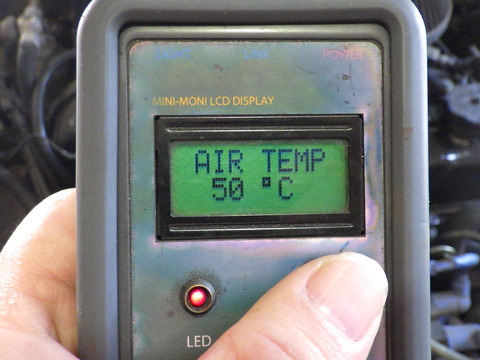 POWER
MINI-MONI LCD DISPLAY
AIR TEMP
50 °C
LED